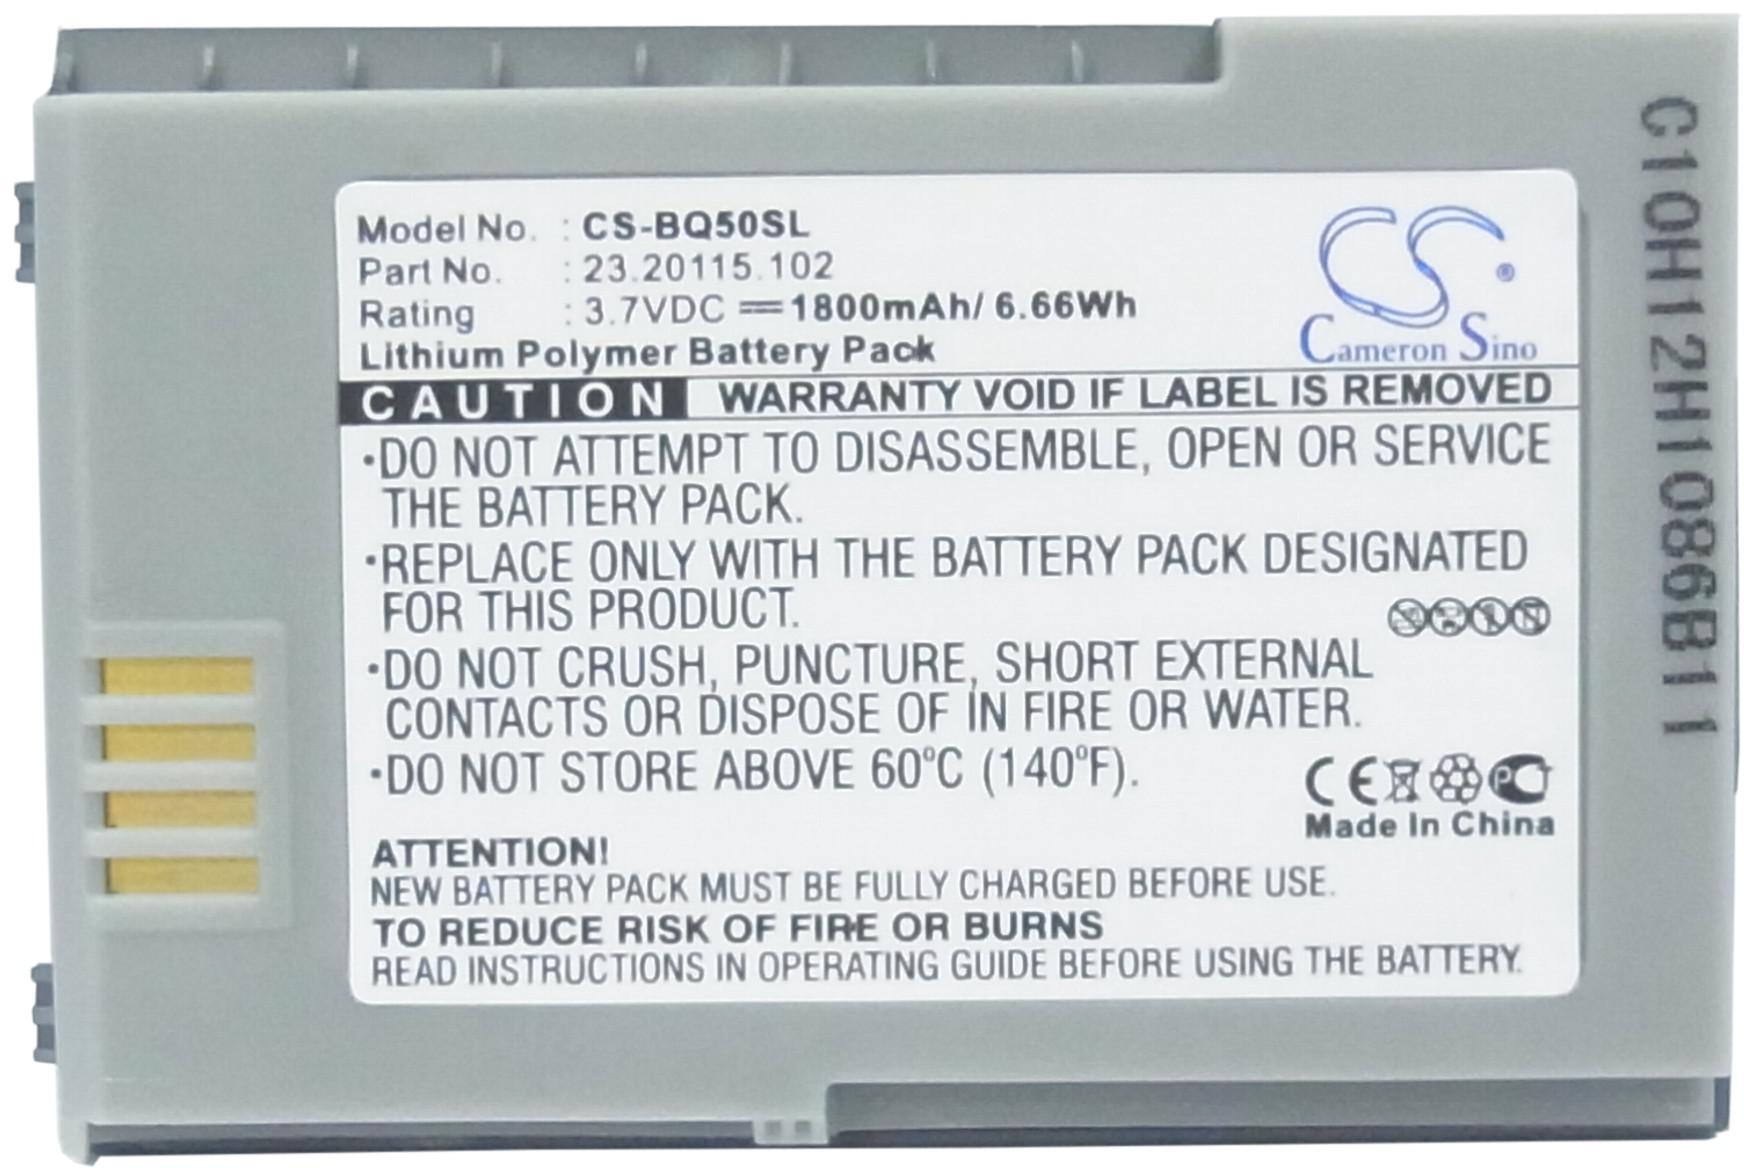 Model No. : CS-BQ50SL
Part No. : 23.20115.102
Rating : 3.7VDC ⎓ 1800mAh/ 6.66Wh
Lithium Polymer Battery Pack
CS ®
Cameron Sino
CAUTION WARRANTY VOID IF LABEL IS REMOVED
•DO NOT ATTEMPT TO DISASSEMBLE, OPEN OR SERVICE
THE BATTERY PACK.
•REPLACE ONLY WITH THE BATTERY PACK DESIGNATED
FOR THIS PRODUCT.
•DO NOT CRUSH, PUNCTURE, SHORT EXTERNAL
CONTACTS OR DISPOSE OF IN FIRE OR WATER.
•DO NOT STORE ABOVE 60°C (140°F).
CE PC
Made In China
ATTENTION!
NEW BATTERY PACK MUST BE FULLY CHARGED BEFORE USE.
TO REDUCE RISK OF FIRE OR BURNS
READ INSTRUCTIONS IN OPERATING GUIDE BEFORE USING THE BATTERY.
C10H12H1086B11